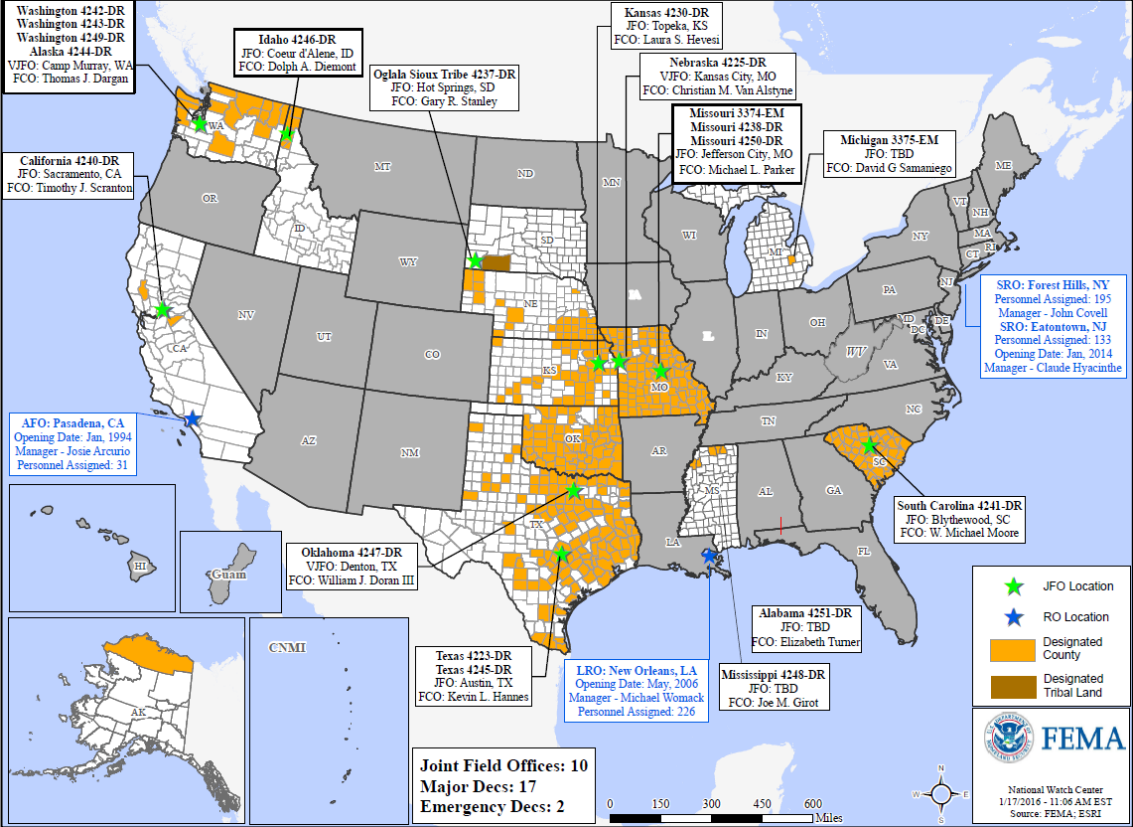 Washington 4242-DR
Washington 4243-DR
Washington 4249-DR
Alaska 4244-DR
VJFO: Camp Murray, WA
FCO: Thomas J. Dargan
Idaho 4246-DR
JFO: Coeur d'Alene, ID
FCO: Dolph A. Diemont
Oglala Sioux Tribe 4237-DR
JFO: Hot Springs, SD
FCO: Gary R. Stanley
Kansas 4230-DR
JFO: Topeka, KS
FCO: Laura S. Hevesi
Nebraska 4225-DR
VJFO: Kansas City, MO
FCO: Christian M. Van Alstyne
Missouri 3374-EM
Missouri 4238-DR
Missouri 4250-DR
JFO: Jefferson City, MO
FCO: Michael L. Parker
Michigan 3375-EM
JFO: TBD
FCO: David G Samaniego
California 4240-DR
JFO: Sacramento, CA
FCO: Timothy J. Scranton
WA
MT
ND
MN
ME
OR
ID
SD
WI
MI
VT
NH
NY
MA
RI
CT
WY
IA
PA
NJ
NV
NE
IL
IN
OH
MD
DE
DC
UT
CO
CA
KS
MO
WV
VA
KY
AZ
NM
OK
AR
TN
NC
SC
TX
LA
MS
AL
GA
FL
SRO: Forest Hills, NY
Personnel Assigned: 195
Manager - John Covell
SRO: Eatontown, NJ
Personnel Assigned: 133
Opening Date: Jan, 2014
Manager - Claude Hyacinthe
AFO: Pasadena, CA
Opening Date: Jan, 1994
Manager - Josie Arcurio
Personnel Assigned: 31
South Carolina 4241-DR
JFO: Blythewood, SC
FCO: W. Michael Moore
Oklahoma 4247-DR
VJFO: Denton, TX
FCO: William J. Doran III
HI
Guam
AK
CNMI
Texas 4223-DR
Texas 4245-DR
JFO: Austin, TX
FCO: Kevin L. Hannes
LRO: New Orleans, LA
Opening Date: May, 2006
Manager - Michael Womack
Personnel Assigned: 226
Alabama 4251-DR
JFO: TBD
FCO: Elizabeth Turner
Mississippi 4248-DR
JFO: TBD
FCO: Joe M. Girot
JFO Location
RO Location
Designated
County
Designated
Tribal Land
Joint Field Offices: 10
Major Decs: 17
Emergency Decs: 2
0 150 300 450 600
Miles
N
W E
S
FEMA
National Watch Center
1/17/2016 - 11:06 AM EST
Source: FEMA; ESRI